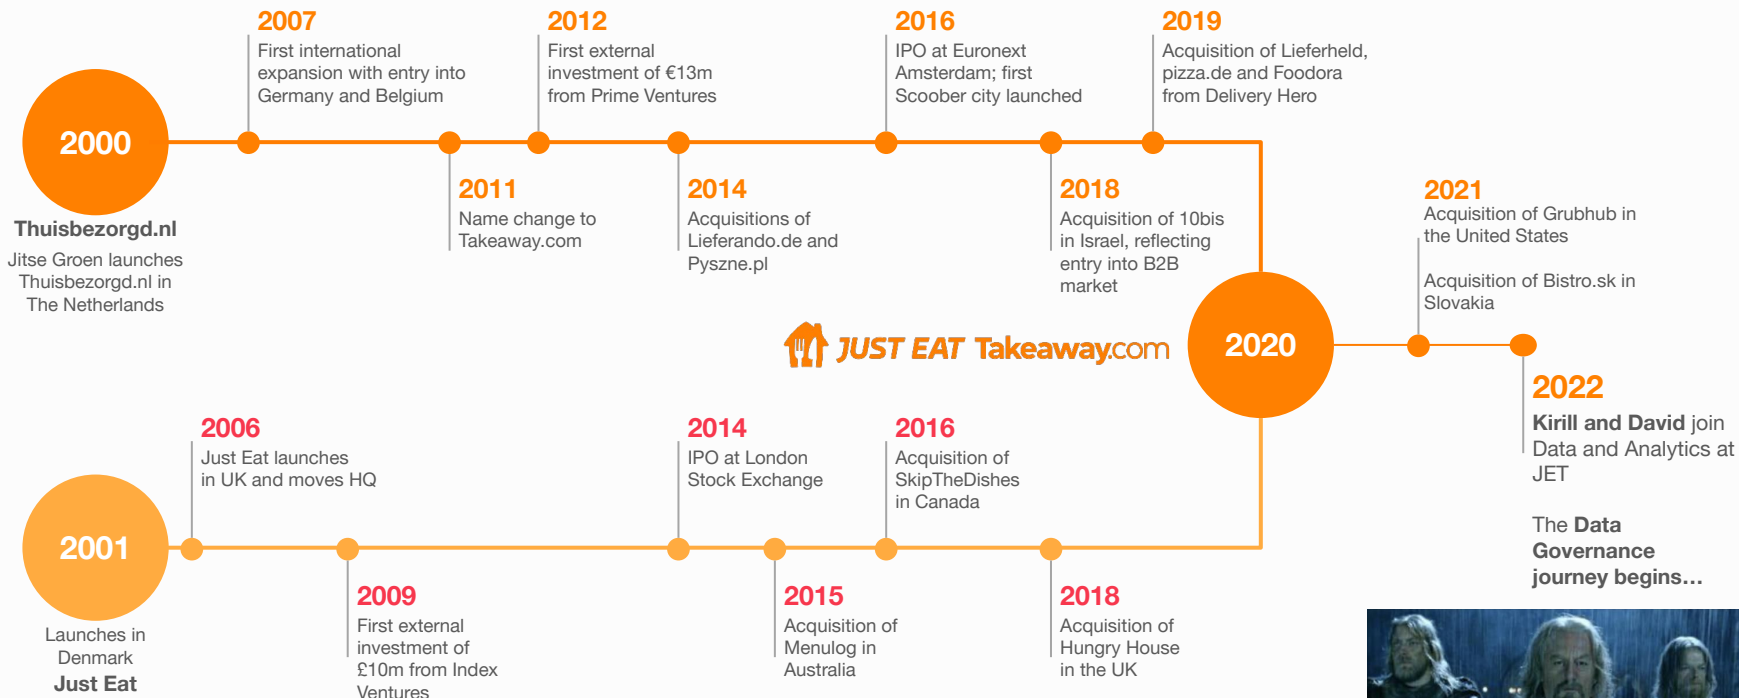 2007
First international
expansion with entry into
Germany and Belgium
2012
First external
investment of €13m
from Prime Ventures
2016
IPO at Euronext
Amsterdam; first
Scoober city launched
2019
Acquisition of Lieferheld,
pizza.de and Foodora
from Delivery Hero
2000
Thuisbezorgd.nl
Jitse Groen launches
Thuisbezorgd.nl in
The Netherlands
2011
Name change to
Takeaway.com
2014
Acquisitions of
Lieferando.de and
Pyszne.pl
2018
Acquisition of 10bis
in Israel, reflecting
entry into B2B
market
2021
Acquisition of Grubhub in
the United States
Acquisition of Bistro.sk in
Slovakia
JUST EAT Takeaway.com
2020
2022
Kirill and David join
Data and Analytics at
JET
The Data
Governance
journey begins…
2006
Just Eat launches
in UK and moves HQ
2014
IPO at London
Stock Exchange
2016
Acquisition of
SkipTheDishes
in Canada
2001
Launches in
Denmark
Just Eat
2009
First external
investment of
£10m from Index
Ventures
2015
Acquisition of
Menulog in
Australia
2018
Acquisition of
Hungry House
in the UK